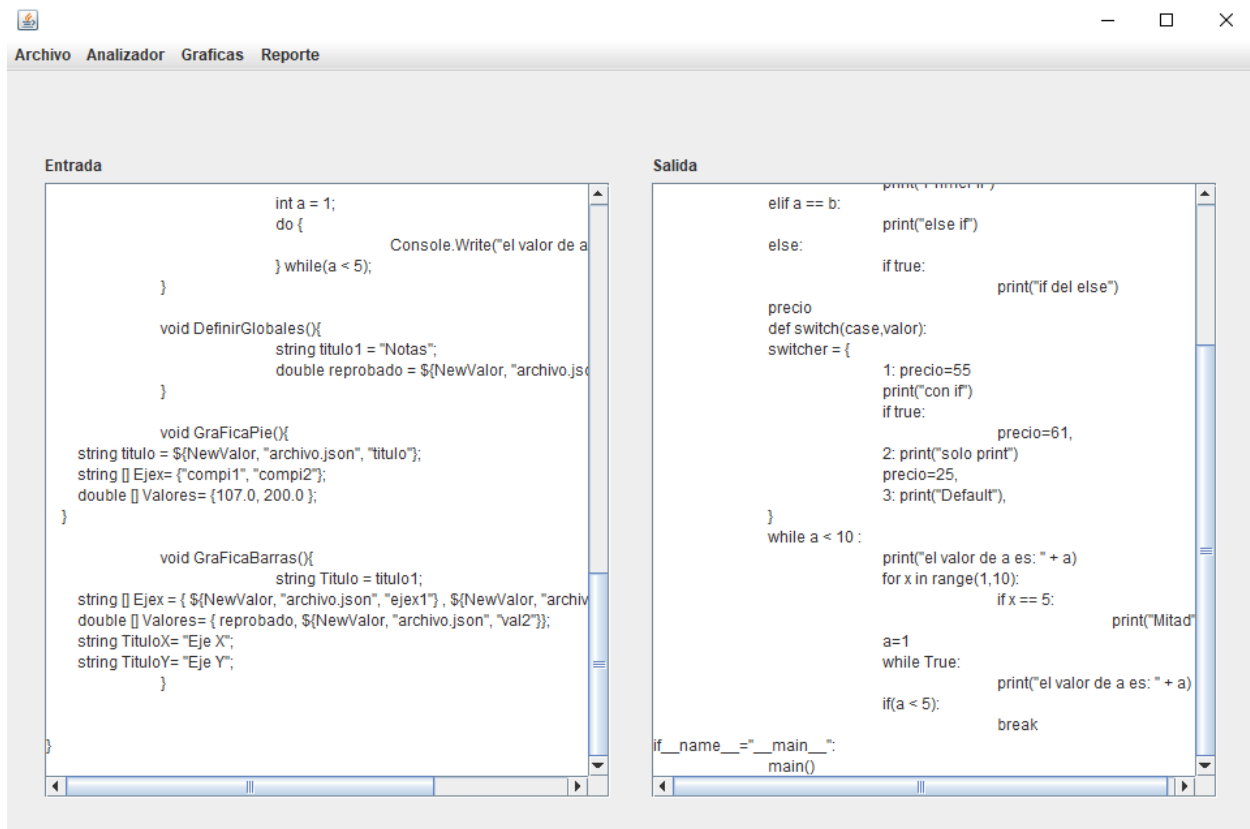 Archivo Analizador Graficas Reporte
Entrada
int a = 1;
do {
Console.Write("el valor de a
} while(a < 5);
}
void DefinirGlobales(){
string titulo1 = "Notas";
double reprobado = ${NewValor, "archivo.jso
}
void GraFicaPie(){
string titulo = ${NewValor, "archivo.json", "titulo"};
string [] Ejex= {"compi1", "compi2"};
double [] Valores= {107.0, 200.0 };
}
void GraFicaBarras(){
string Titulo = titulo1;
string [] Ejex = { ${NewValor, "archivo.json", "ejex1"} , ${NewValor, "archiv
double [] Valores= { reprobado, ${NewValor, "archivo.json", "val2"}};
string TituloX= "Eje X";
string TituloY= "Eje Y";
}
}
Salida
elif a == b:
print("else if")
else:
if true:
print("if del else")
precio
def switch(case,valor):
switcher = {
1: precio=55
print("con if")
if true:
precio=61,
2: print("solo print")
precio=25,
3: print("Default"),
}
while a < 10 :
print("el valor de a es: " + a)
for x in range(1,10):
if x == 5:
print("Mitad"
a=1
while True:
print("el valor de a es: " + a)
if(a < 5):
break
if__name__="__main__":
main()